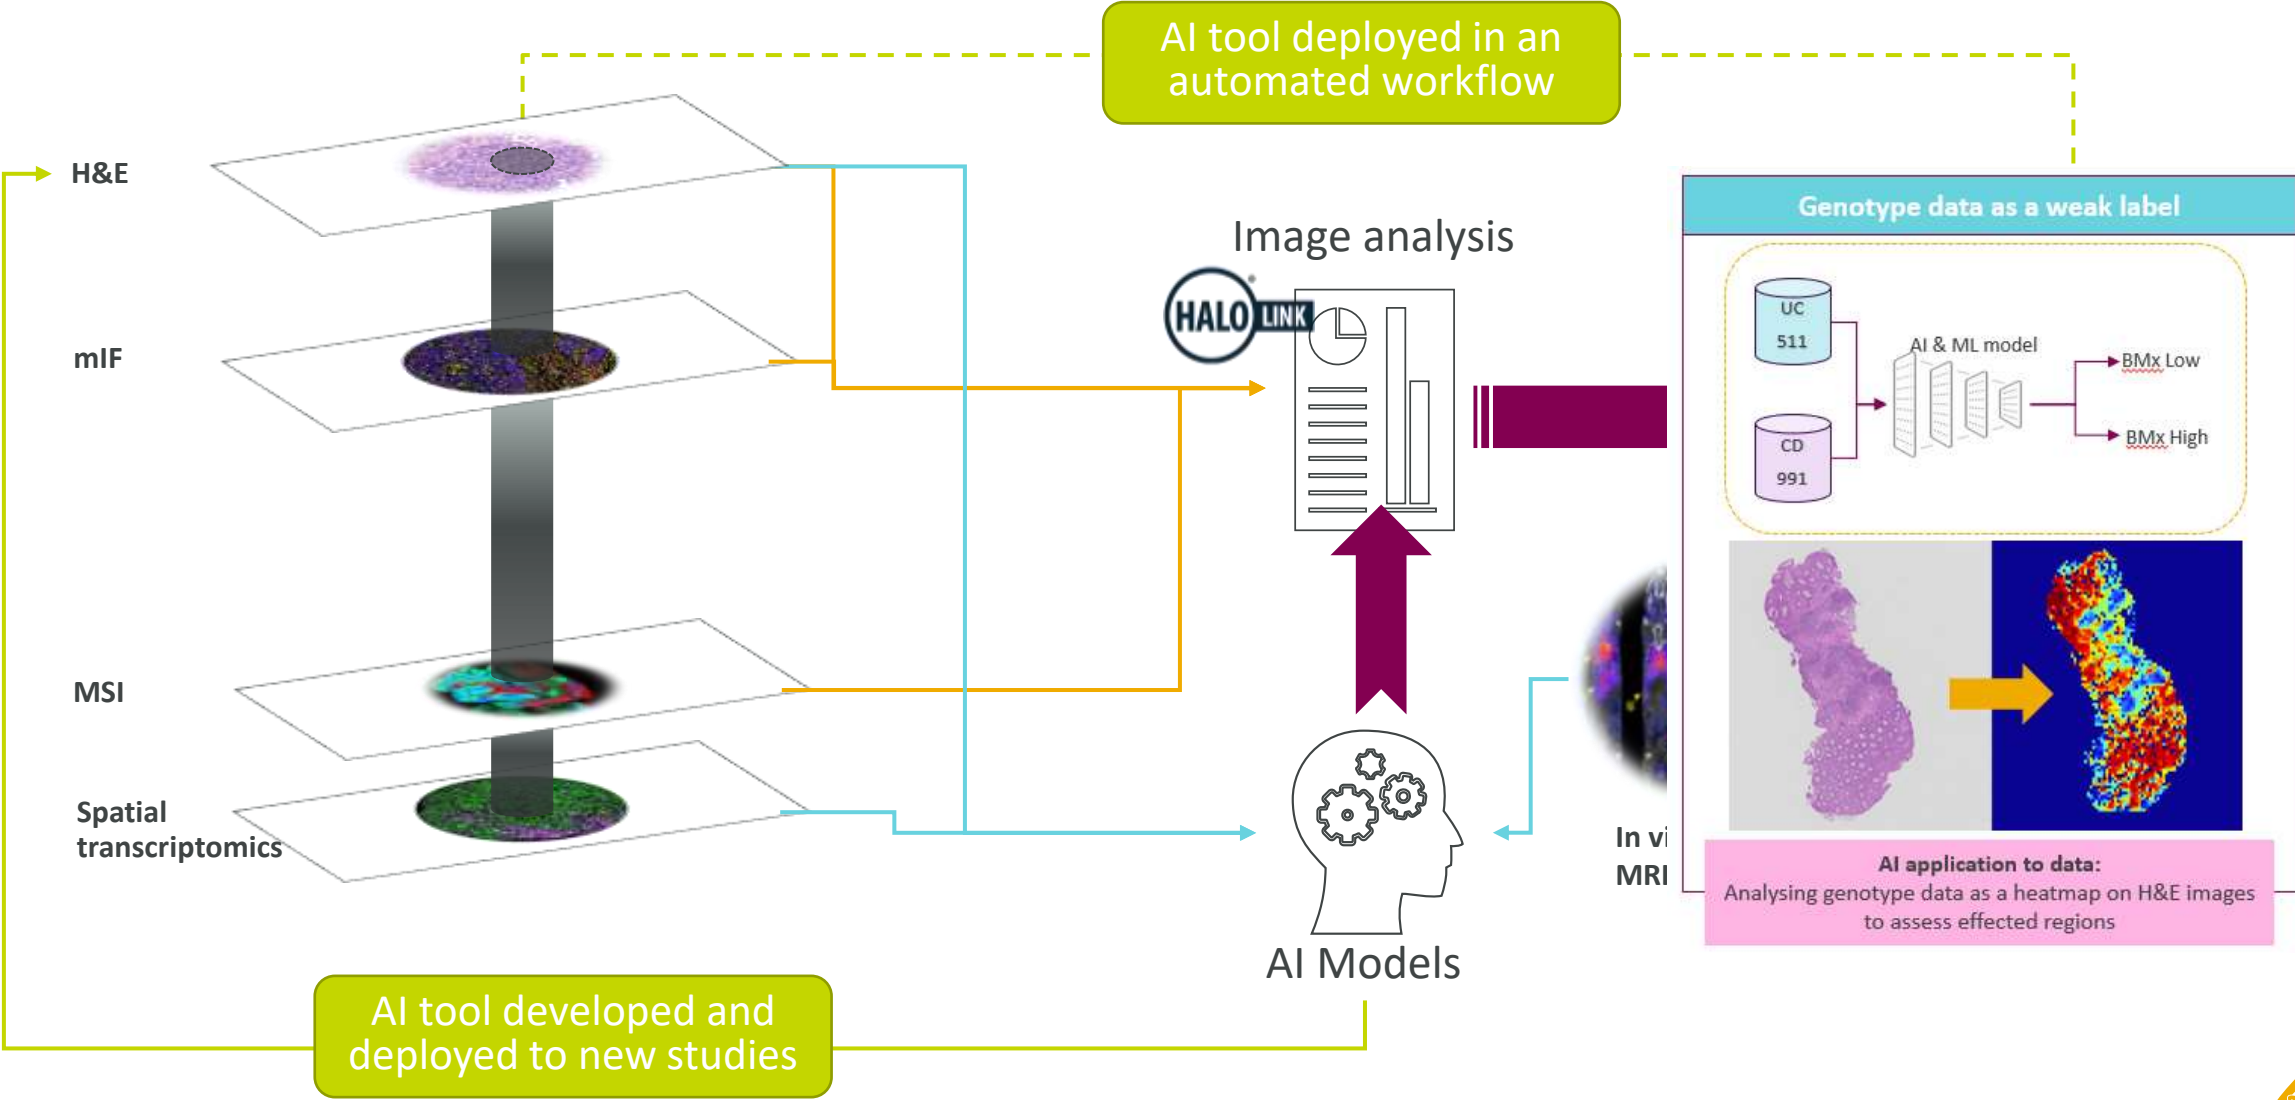 AI tool deployed in an
automated workflow
H&E
mIF
MSI
Spatial
transcriptomics
Image analysis
HALO LINK
AI Models
In vi
MRI
AI tool developed and
deployed to new studies
Genotype data as a weak label
UC
511
CD
991
AI & ML model
BMx Low
BMx High
AI application to data:
Analysing genotype data as a heatmap on H&E images
to assess effected regions